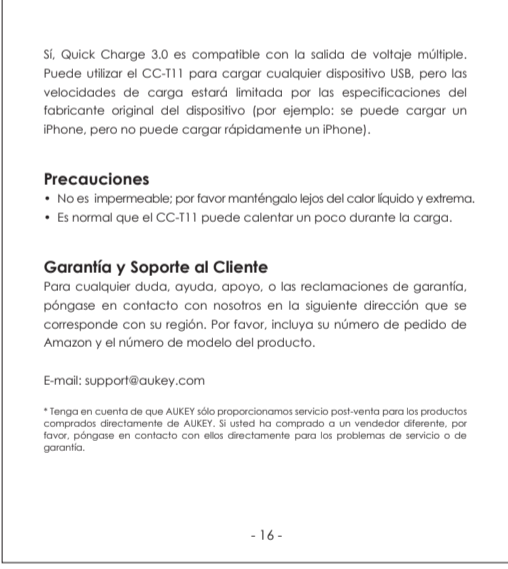 Sí, Quick Charge 3.0 es compatible con la salida de voltaje múltiple.
Puede utilizar el CC-T11 para cargar cualquier dispositivo USB, pero las
velocidades de carga estará limitada por las especificaciones del
fabricante original del dispositivo (por ejemplo: se puede cargar un
iPhone, pero no puede cargar rápidamente un iPhone).
Precauciones
• No es impermeable; por favor manténgalo lejos del calor líquido y extrema.
• Es normal que el CC-T11 puede calentar un poco durante la carga.
Garantía y Soporte al Cliente
Para cualquier duda, ayuda, apoyo, o las reclamaciones de garantía,
póngase en contacto con nosotros en la siguiente dirección que se
corresponde con su región. Por favor, incluya su número de pedido de
Amazon y el número de modelo del producto.
E-mail: support@aukey.com
* Tenga en cuenta de que AUKEY sólo proporcionamos servicio post-venta para los productos
comprados directamente de AUKEY. Si usted ha comprado a un vendedor diferente, por
favor, póngase en contacto con ellos directamente para los problemas de servicio o de
garantía.
- 16 -